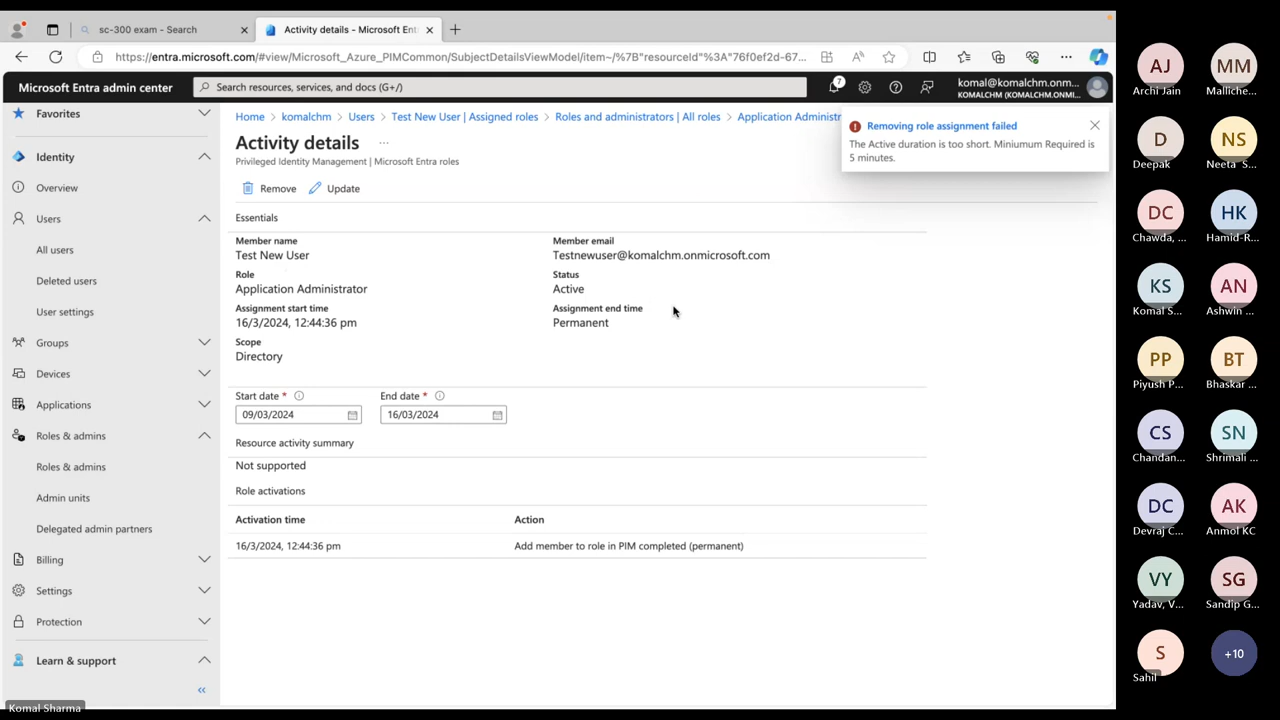 sc-300 exam - Search
Activity details - Microsoft Ent
https://entra.microsoft.com/#view/Microsoft_Azure_PIMCommon/SubjectDetailsViewModel/item~/%7B"resourceId"%3A"76f0ef2d-67...
Microsoft Entra admin center
Search resources, services, and docs (G+/)
7
komal@komalchm.onm...
KOMALCHM (KOMALCHM.ONMI...
Favorites
Identity
Overview
Users
All users
Deleted users
User settings
Groups
Devices
Applications
Roles & admins
Roles & admins
Admin units
Delegated admin partners
Billing
Settings
Protection
Learn & support
Komal Sharma
Home > komalchm > Users > Test New User | Assigned roles > Roles and administrators | All roles > Application Administr
Activity details ...
Privileged Identity Management | Microsoft Entra roles
Remove
Update
Removing role assignment failed
The Active duration is too short. Miniumum Required is
5 minutes.
Essentials
Member name
Test New User
Member email
Testnewuser@komalchm.onmicrosoft.com
Role
Application Administrator
Status
Active
Assignment start time
16/3/2024, 12:44:36 pm
Assignment end time
Permanent
Scope
Directory
Start date *
09/03/2024
End date *
16/03/2024
Resource activity summary
Not supported
Role activations
Activation time
Action
16/3/2024, 12:44:36 pm
Add member to role in PIM completed (permanent)
AJ
Archi Jain
MM
Malliche...
D
Deepak
NS
Neeta S...
DC
Chawda, ...
HK
Hamid-R...
KS
Komal S...
AN
Ashwin ...
PP
Piyush P...
BT
Bhaskar ...
CS
Chandan...
SN
Shrimali ...
DC
Devraj C...
AK
Anmol KC
VY
Yadav, V...
SG
Sandip G...
S
Sahil
+10